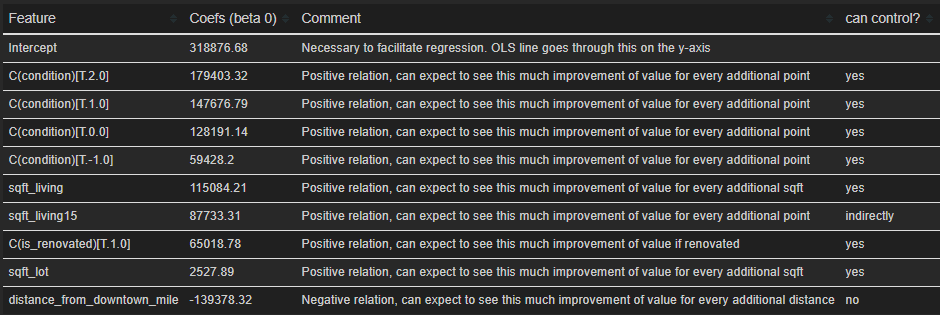 Feature Coefs (beta 0) Comment can control?
Intercept 318876.68 Necessary to facilitate regression. OLS line goes through this on the y-axis
C(condition)[T.2.0] 179403.32 Positive relation, can expect to see this much improvement of value for every additional point yes
C(condition)[T.1.0] 147676.79 Positive relation, can expect to see this much improvement of value for every additional point yes
C(condition)[T.0.0] 128191.14 Positive relation, can expect to see this much improvement of value for every additional point yes
C(condition)[T.-1.0] 59428.2 Positive relation, can expect to see this much improvement of value for every additional point yes
sqft_living 115084.21 Positive relation, can expect to see this much improvement of value for every additional sqft yes
sqft_living15 87733.31 Positive relation, can expect to see this much improvement of value for every additional point indirectly
C(is_renovated)[T.1.0] 65018.78 Positive relation, can expect to see this much improvement of value if renovated yes
sqft_lot 2527.89 Positive relation, can expect to see this much improvement of value for every additional sqft yes
distance_from_downtown_mile -139378.32 Negative relation, can expect to see this much improvement of value for every additional distance no